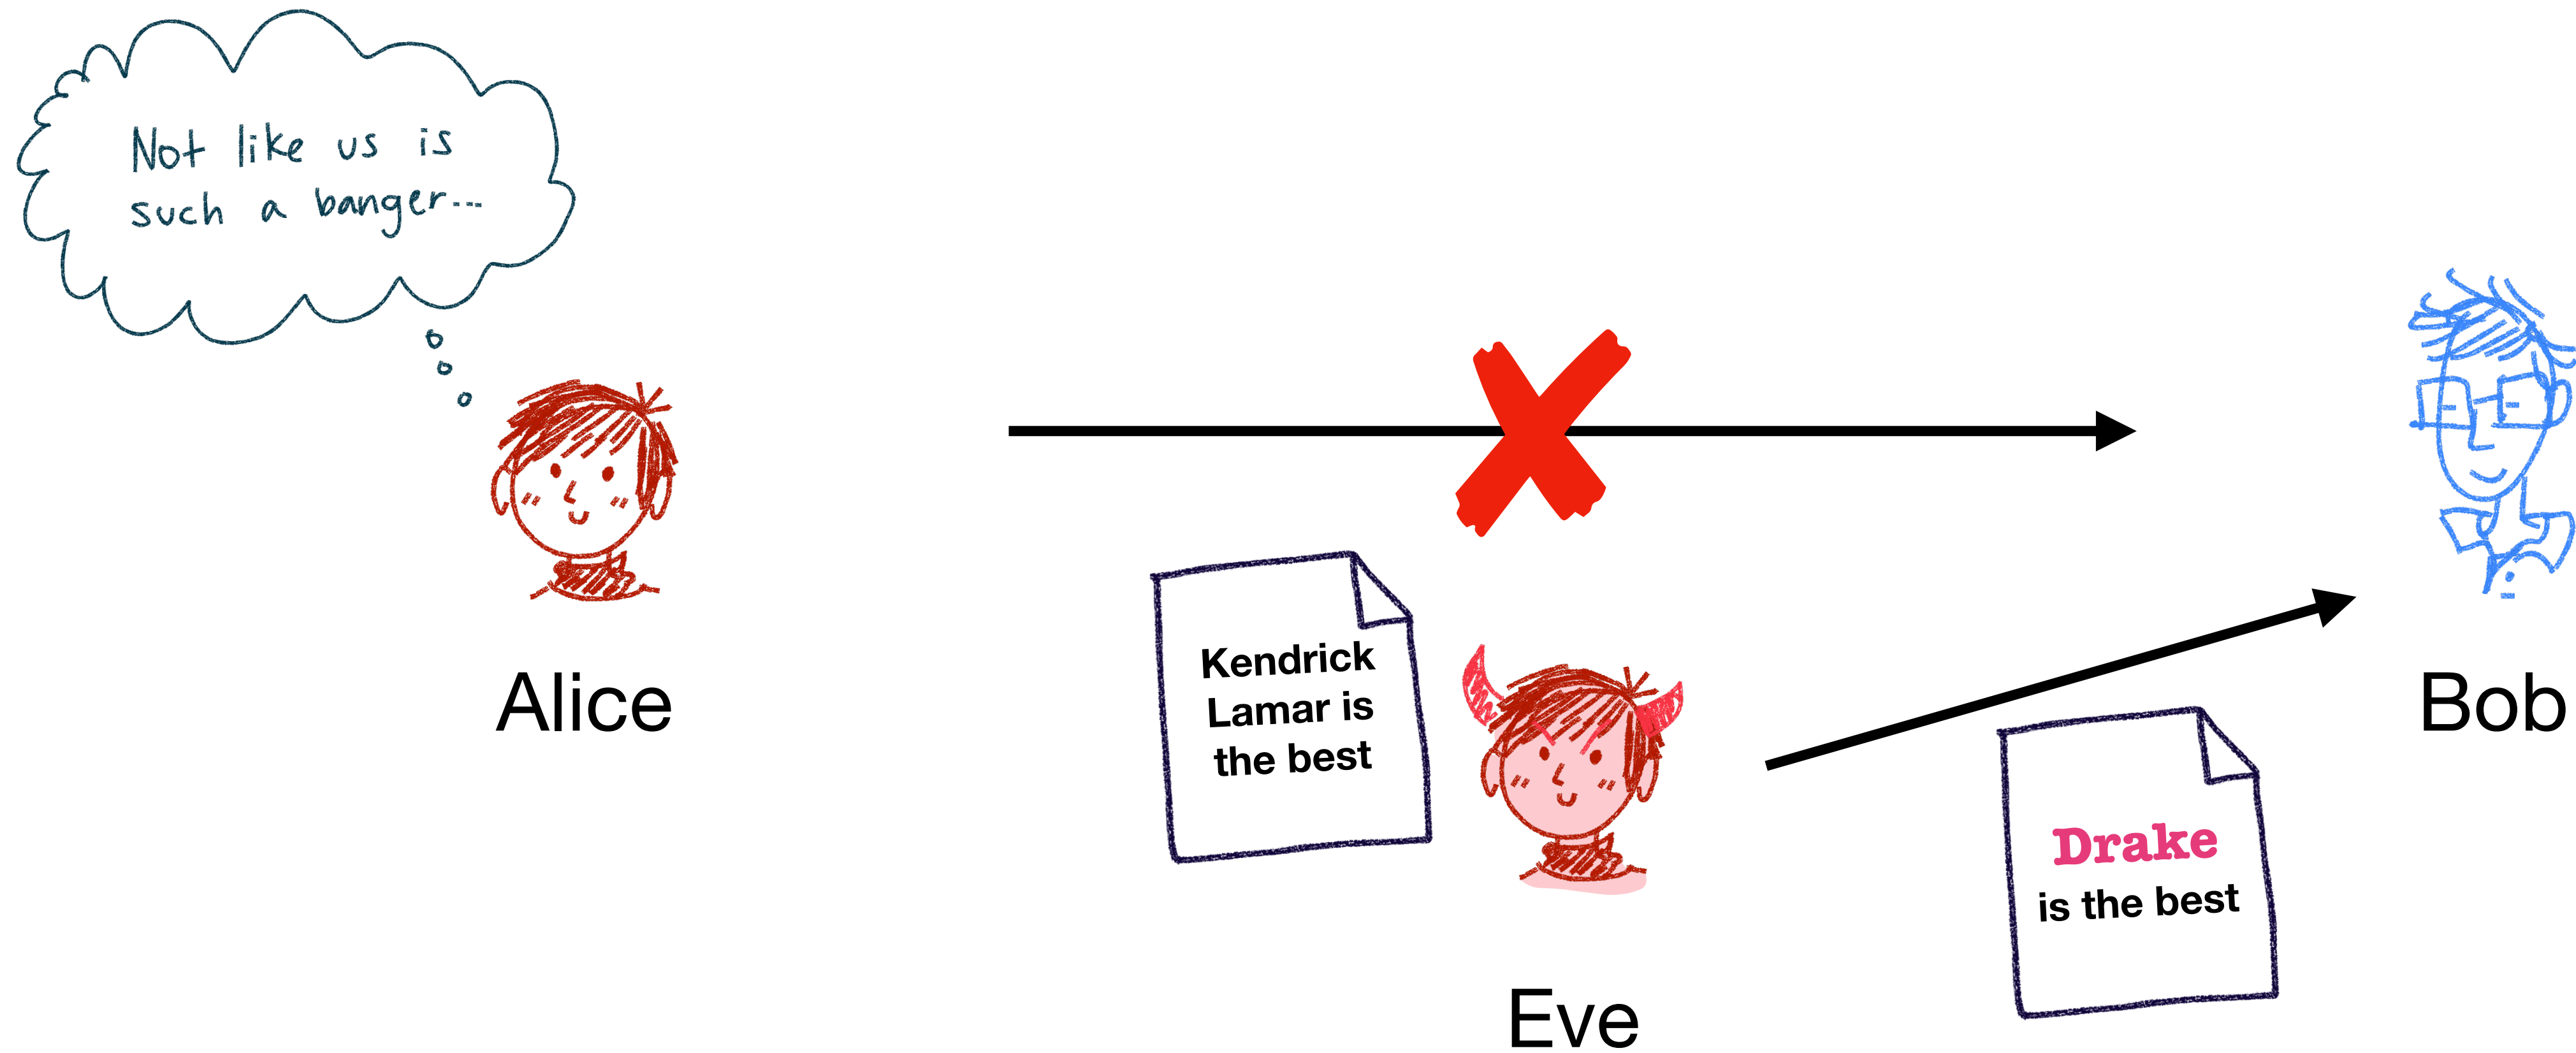 Not like us is
such a banger...
Alice
Kendrick
Lamar is
the best
Eve
Drake
is the best
Bob